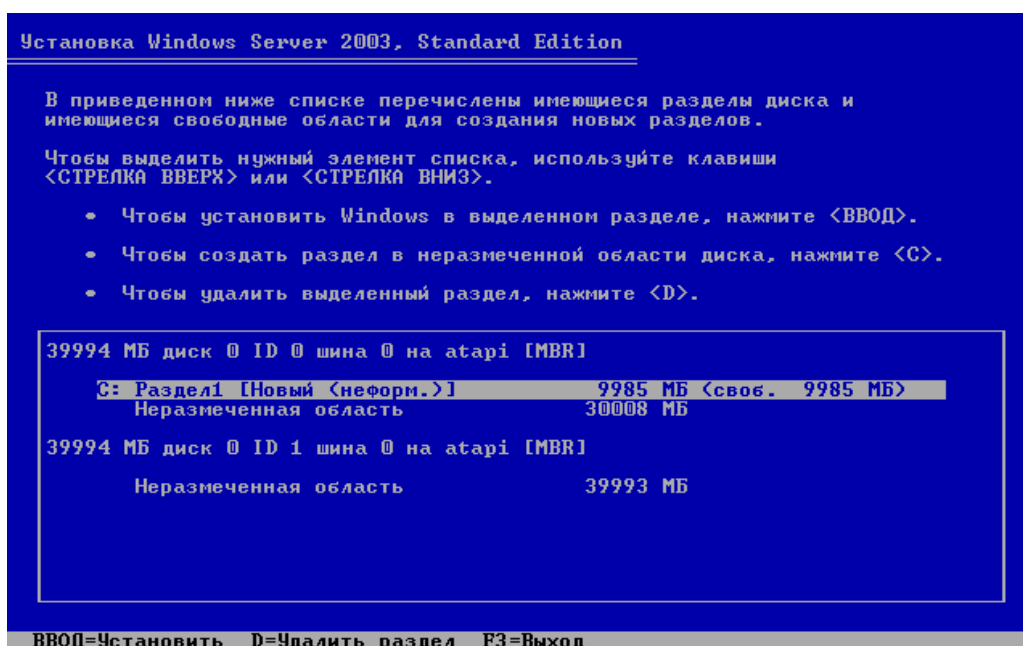 Установка Windows Server 2003, Standard Edition
В приведенном ниже списке перечислены имеющиеся разделы диска и
имеющиеся свободные области для создания новых разделов.
Чтобы выделить нужный элемент списка, используйте клавиши
<СТРЕЛКА ВВЕРХ> или <СТРЕЛКА ВНИЗ>.
• Чтобы установить Windows в выделенном разделе, нажмите <ВВОД>.
• Чтобы создать раздел в неразмеченной области диска, нажмите <C>.
• Чтобы удалить выделенный раздел, нажмите <D>.
39994 МБ диск 0 ID 0 шина 0 на atapi [MBR]
C: Раздел1 [Новый (неформ.)] 9985 МБ (своб. 9985 МБ)
Неразмеченная область 30008 МБ
39994 МБ диск 0 ID 1 шина 0 на atapi [MBR]
Неразмеченная область 39993 МБ
ВВОД=Установить D=Удалить раздел F3=Выход